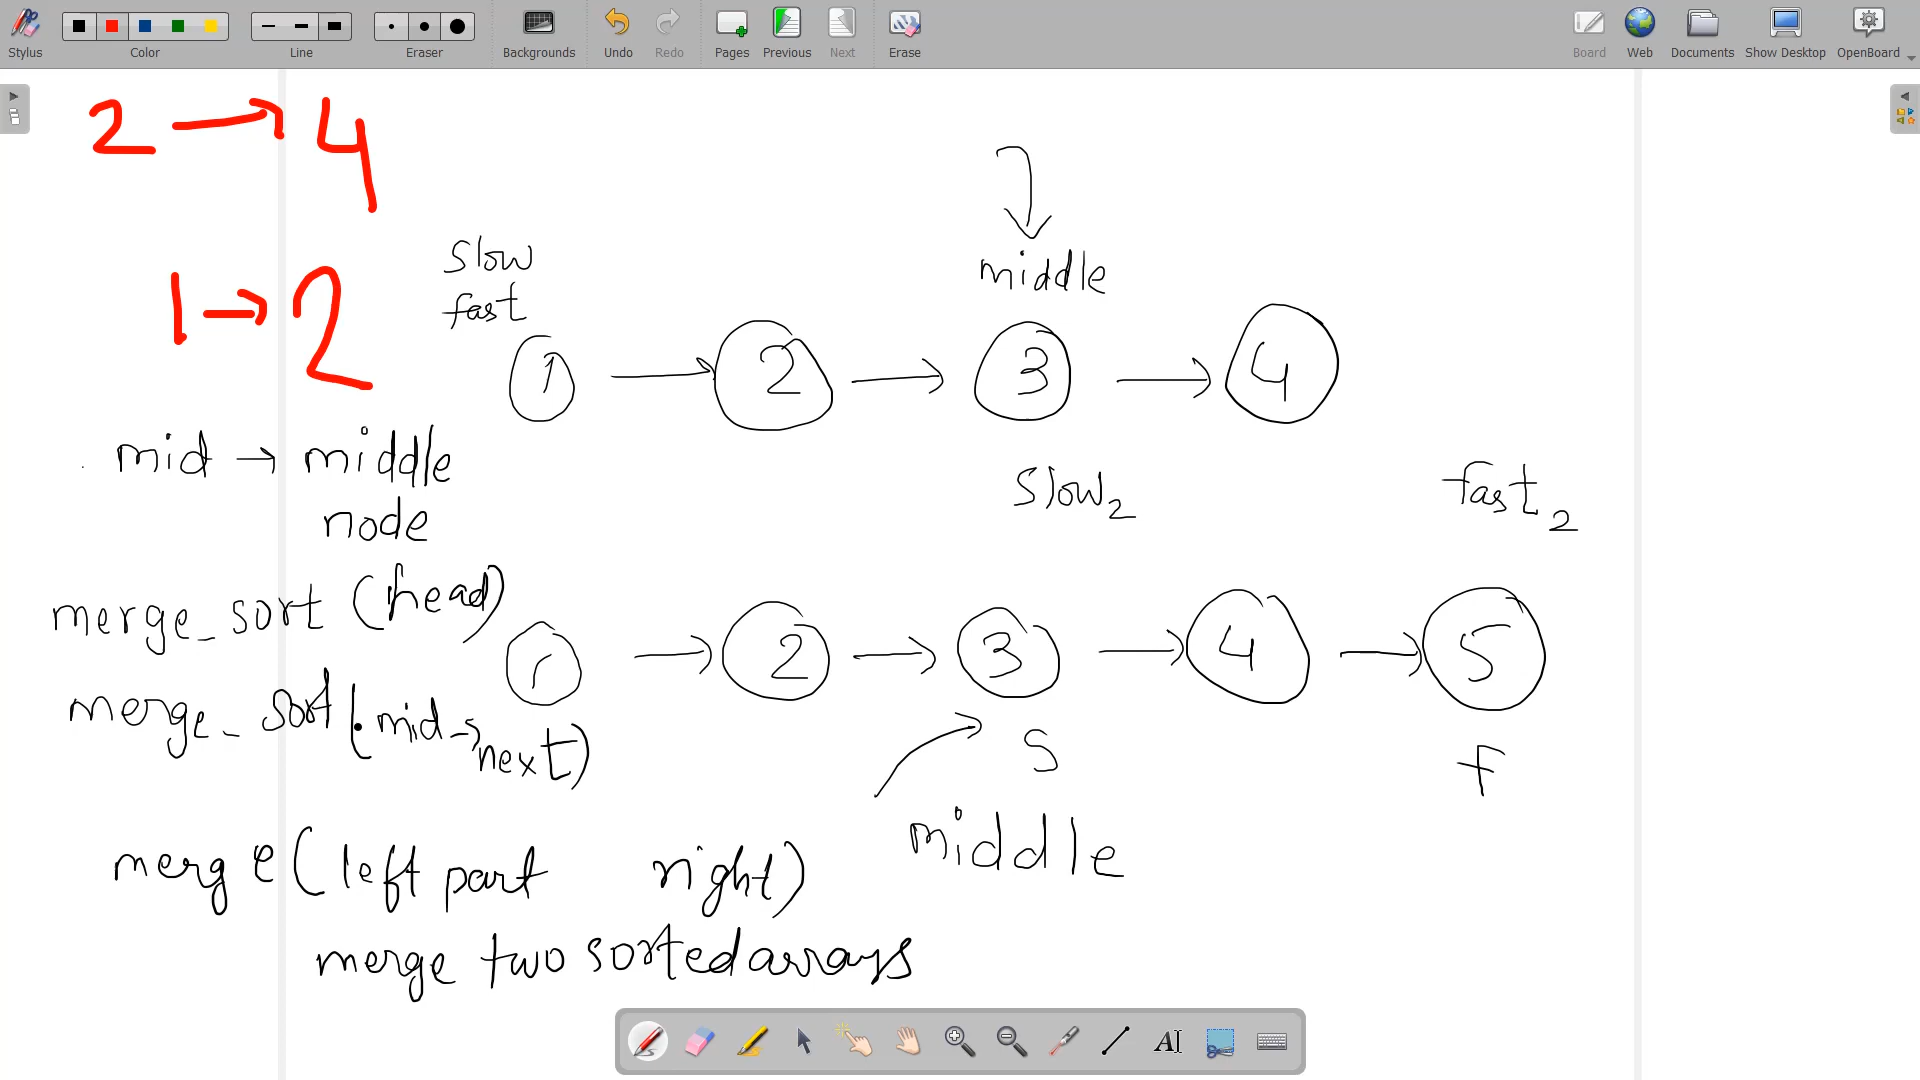 Stylus Color Line Eraser Backgrounds Undo Redo Pages Previous Next Erase Board Web Documents Show Desktop OpenBoard
2 → 4
1 → 2
slow
fast
middle
1 → 2 → 3 → 4
mid → middle
node
slow2 fast2
merge_sort (head)
1 → 2 → 3 → 4 → 5
merge_sort (mid →
next)
S F
middle
merge (left part right)
merge two sorted arrays